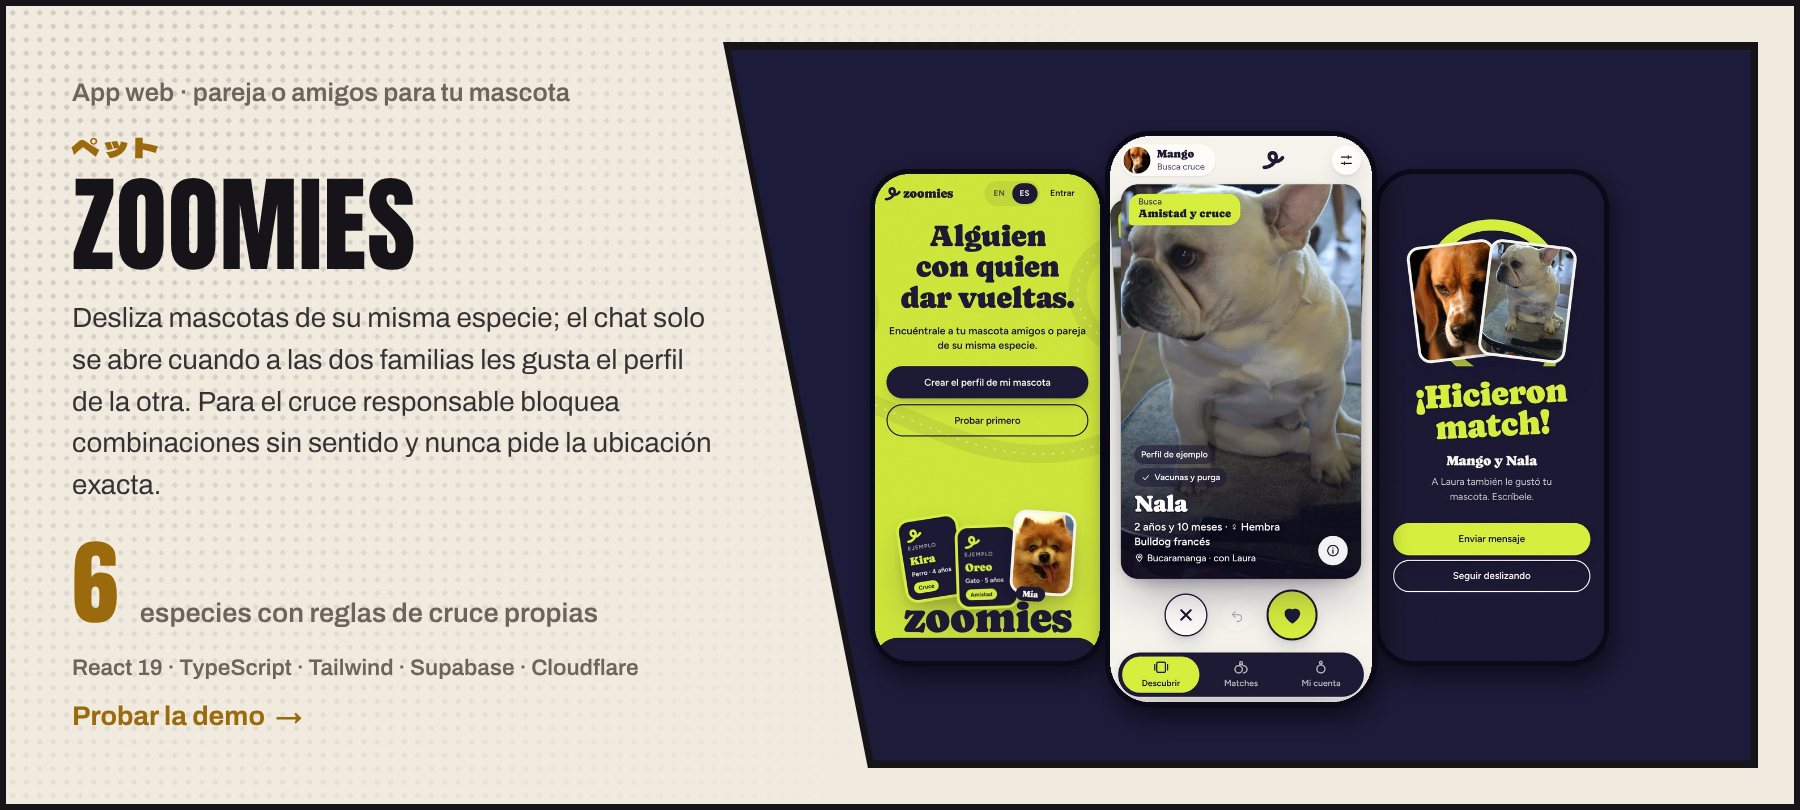 App web · pareja o amigos para tu mascota
ペット
ZOOMIES
Desliza mascotas de su misma especie; el chat solo
se abre cuando a las dos familias les gusta el perfil
de la otra. Para el cruce responsable bloquea
combinaciones sin sentido y nunca pide la ubicación
exacta.
6 especies con reglas de cruce propias
React 19 · TypeScript · Tailwind · Supabase · Cloudflare
Probar la demo →
zoomies EN ES Entrar
Alguien
con quien
dar vueltas.
Encuéntrale a tu mascota amigos o pareja
de su misma especie.
Crear el perfil de mi mascota
Probar primero
EJEMPLO
Kira
Perro · 4 años
Cruce
EJEMPLO
Oreo
Gato · 5 años
Amistad
Mía
zoomies
Mango
Busca cruce
Busca
Amistad y cruce
Perfil de ejemplo
✓ Vacunas y purga
Nala
2 años y 10 meses · ♀ Hembra
Bulldog francés
Bucaramanga · con Laura
Descubrir Matches Mi cuenta
¡Hicieron
match!
Mango y Nala
A Laura también le gustó tu
mascota. Escríbele.
Enviar mensaje
Seguir deslizando